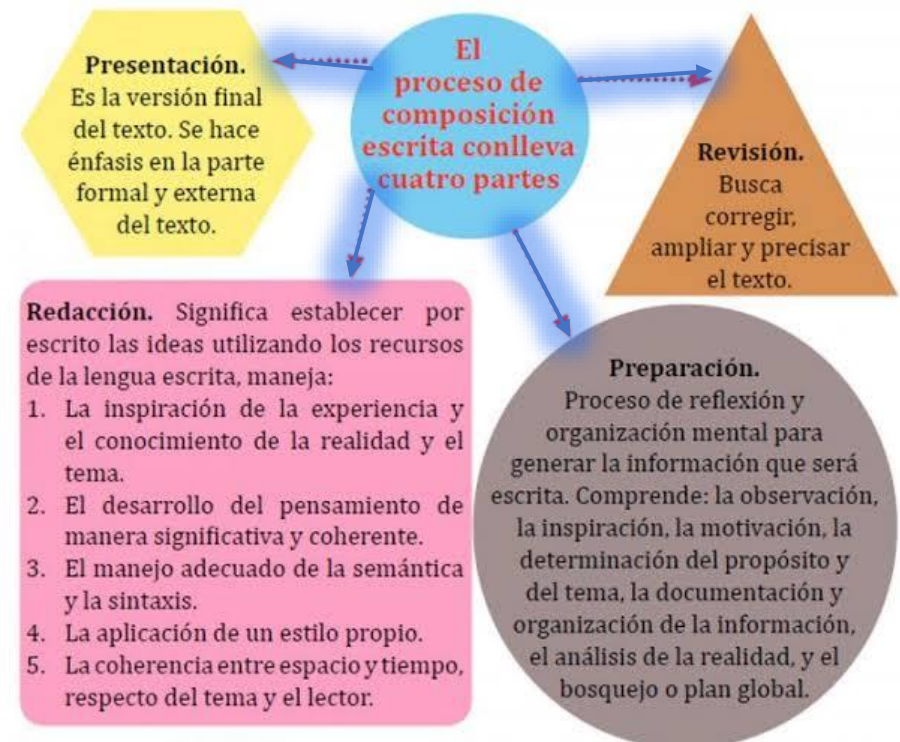 El
proceso de
composición
escrita conlleva
cuatro partes
Presentación.
Es la versión final
del texto. Se hace
énfasis en la parte
formal y externa
del texto.
Revisión.
Busca
corregir,
ampliar y precisar
el texto.
Redacción. Significa establecer por
escrito las ideas utilizando los recursos
de la lengua escrita, maneja:
1. La inspiración de la experiencia y
el conocimiento de la realidad y el
tema.
2. El desarrollo del pensamiento de
manera significativa y coherente.
3. El manejo adecuado de la semántica
y la sintaxis.
4. La aplicación de un estilo propio.
5. La coherencia entre espacio y tiempo,
respecto del tema y el lector.
Preparación.
Proceso de reflexión y
organización mental para
generar la información que será
escrita. Comprende: la observación,
la inspiración, la motivación, la
determinación del propósito y
del tema, la documentación y
organización de la información,
el análisis de la realidad, y el
bosquejo o plan global.